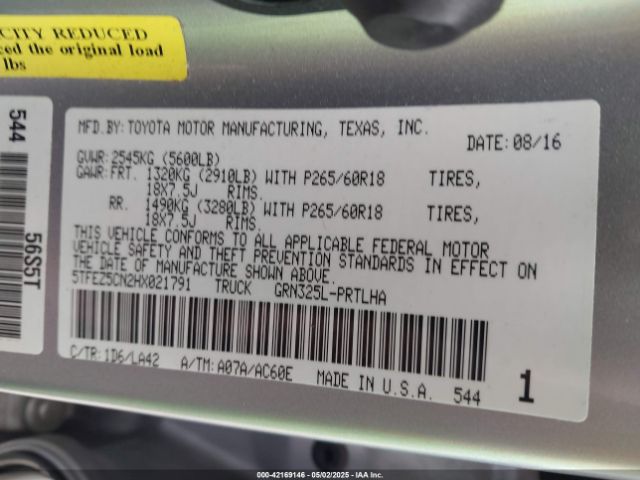 CITY REDUCED
ced the original load
lbs
544
56S5T
MFD.BY: TOYOTA MOTOR MANUFACTURING, TEXAS, INC.
DATE: 08/16
GVWR: 2545KG (5600LB)
GAWR: FRT. 1320KG (2910LB) WITH P265/60R18 TIRES,
18X7.5J RIMS.
RR. 1490KG (3280LB) WITH P265/60R18 TIRES,
18X7.5J RIMS.
THIS VEHICLE CONFORMS TO ALL APPLICABLE FEDERAL MOTOR
VEHICLE SAFETY AND THEFT PREVENTION STANDARDS IN EFFECT ON
THE DATE OF MANUFACTURE SHOWN ABOVE.
5TFEZ5CN2HX021791 TRUCK GRN325L-PRTLHA
C/TR: 1D6/LA42 A/TM: A07A/AC60E MADE IN U.S.A. 544 1
000-42169146 - 05/02/2025 - IAA Inc.